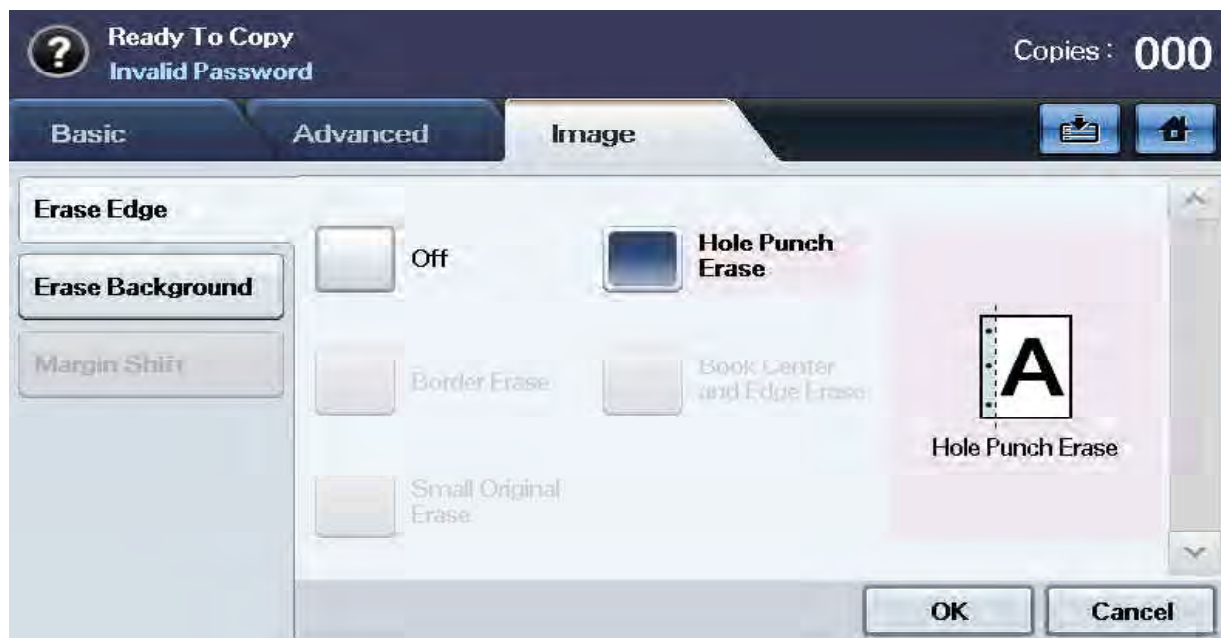 ?
Ready To Copy
Invalid Password
Copies : 000
Basic
Advanced
Image
Erase Edge
Erase Background
Margin Shift
Off
Hole Punch
Erase
Border Erase
Book Center
and Edge Erase
Small Original
Erase
A
Hole Punch Erase
OK
Cancel